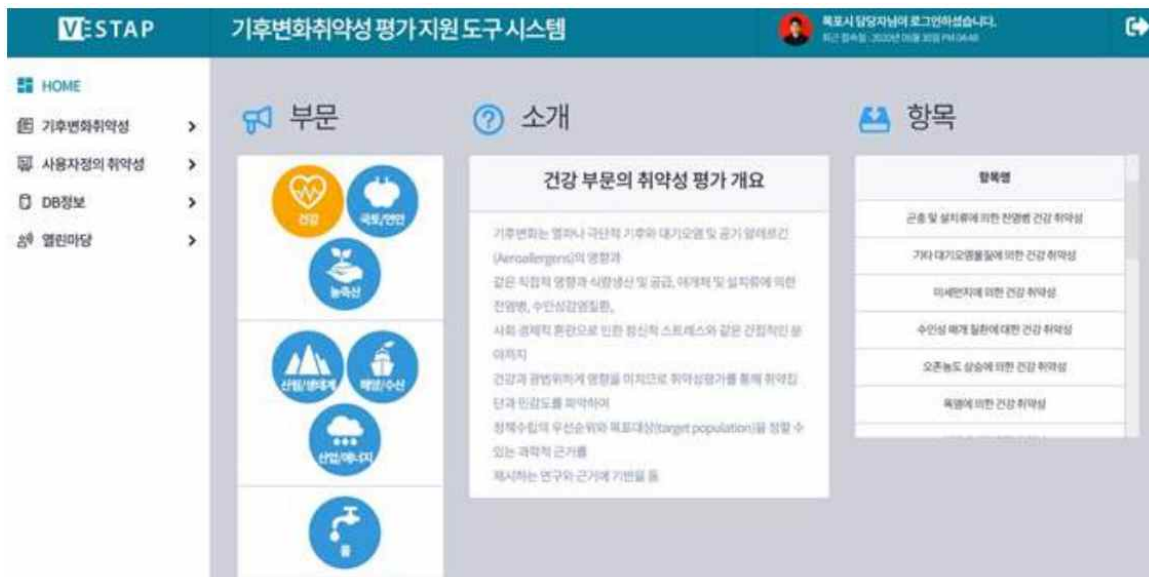 VESTAP
기후변화취약성 평가 지원 도구 시스템
목포시 담당자님이 로그인하셨습니다.
HOME
기후변화취약성
사용자정의 취약성
DB정보
열린마당
부문
건강
국토/연안
농축산
산림/생태계
해양/수산
산업/에너지
물
소개
건강 부문의 취약성 평가 개요
기후변화는 열파나 극단적 기후와 대기오염 및 공기 알레르긴
(Aeroallergens)의 영향과
같은 직접적 영향과 식량생산 및 공급, 매개체 및 설치류에 의한
전염병, 수인성감염질환,
사회 경제적 혼란으로 인한 정신적 스트레스와 같은 간접적인 분
야까지
건강과 광범위하게 영향을 미치므로 취약성평가를 통해 취약집
단과 민감도를 파악하여
정책수립의 우선순위와 목표대상(target population)을 정할 수
있는 과학적 근거를
제시하는 연구와 근거에 기반을 둠
항목
항목명
곤충 및 설치류에 의한 전염병 건강 취약성
기타 대기오염물질에 의한 건강 취약성
미세먼지에 의한 건강 취약성
수인성 매개 질환에 대한 건강 취약성
오존농도 상승에 의한 건강 취약성
폭염에 의한 건강 취약성